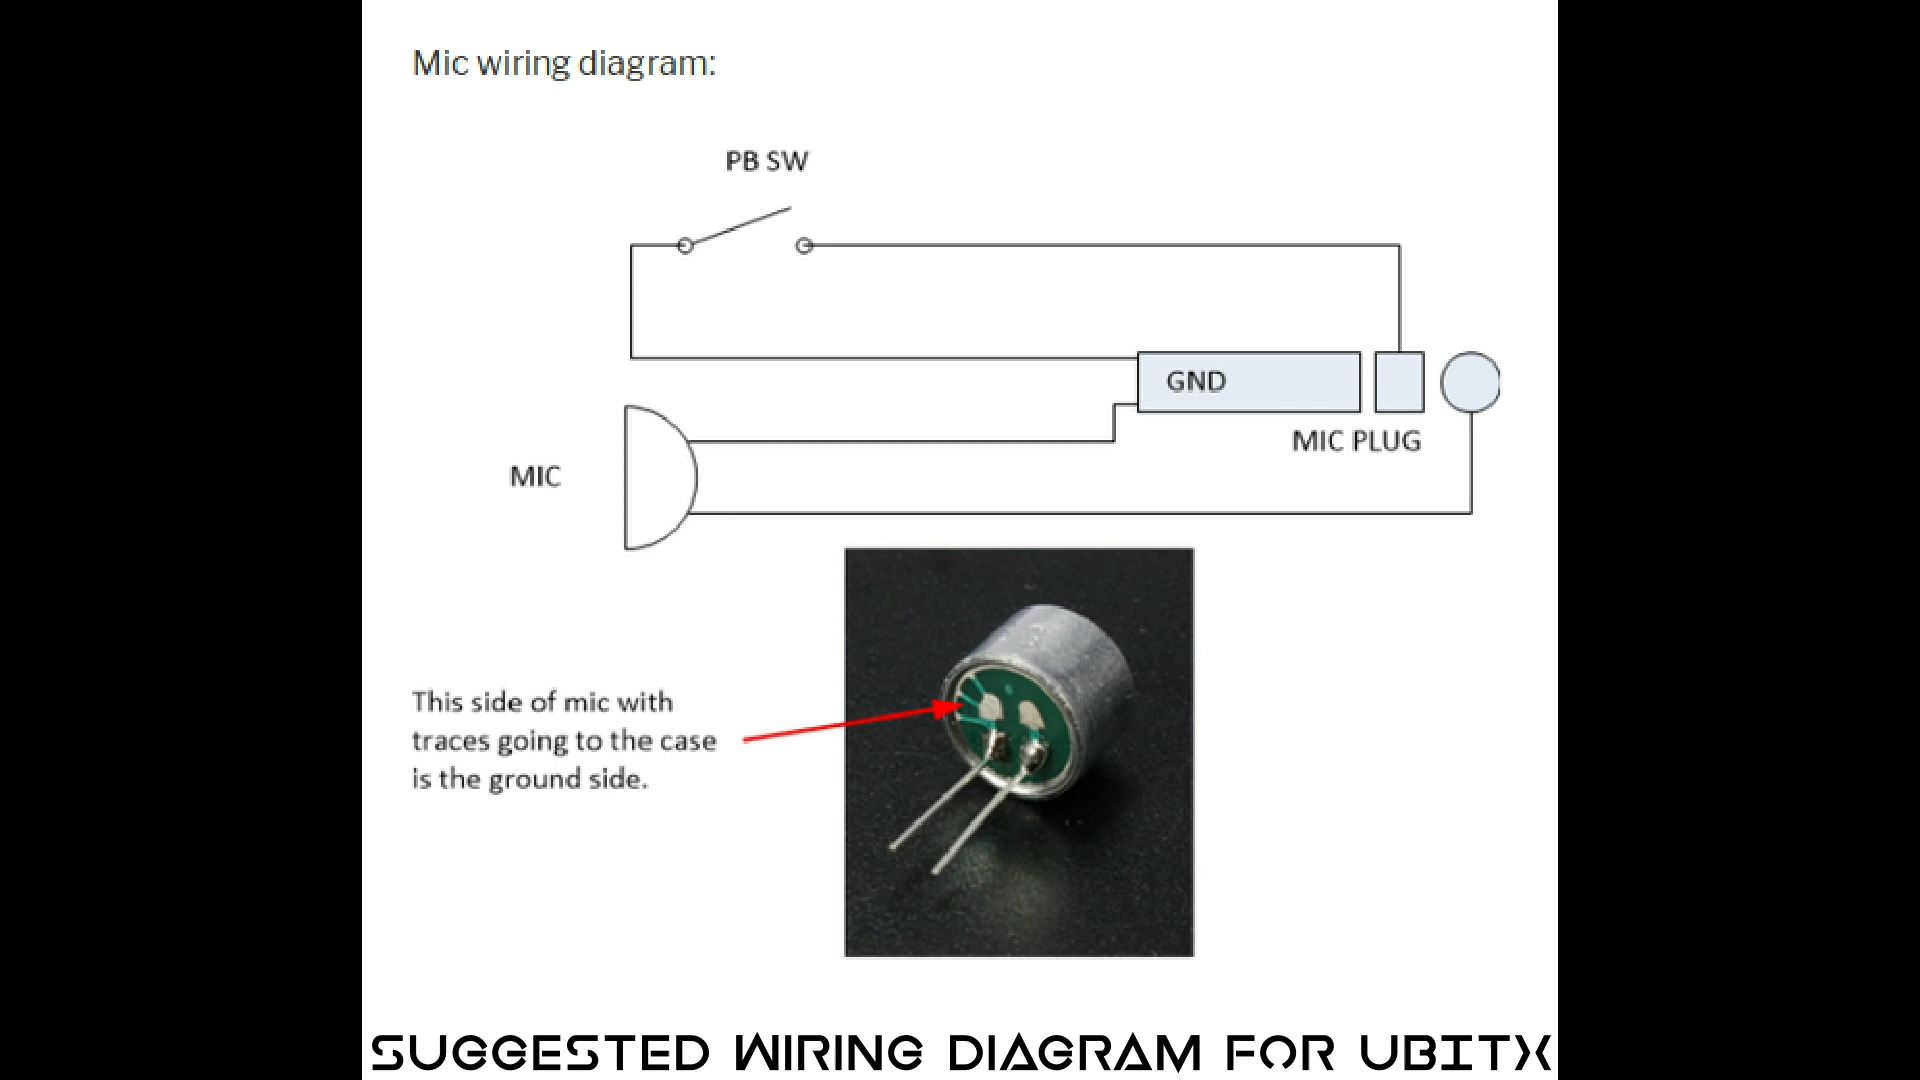 Mic wiring diagram:
PB SW
GND
MIC PLUG
MIC
This side of mic with
traces going to the case
is the ground side.
SUGGESTED WIRING DIAGRAM FOR UBITX